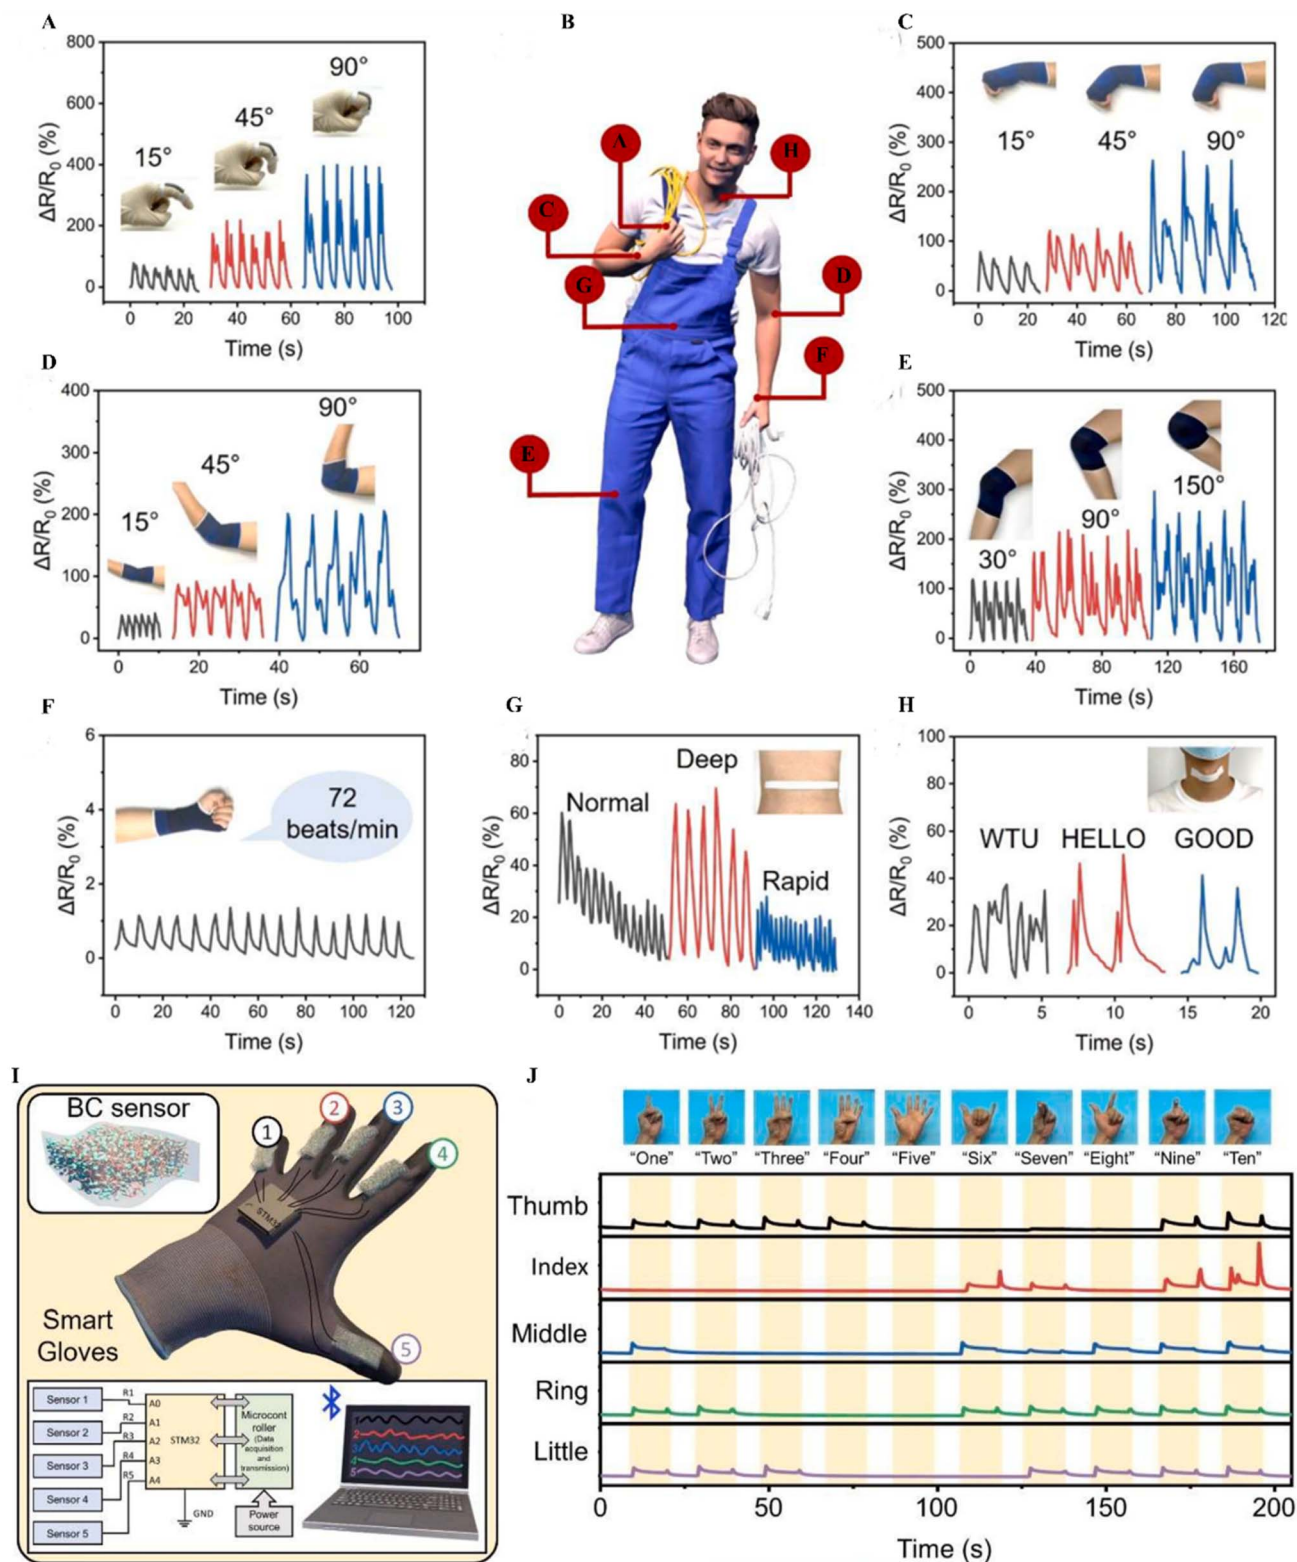 A
800
600
400
200
0
ΔR/R0 (%)
15°
45°
90°
0 20 40 60 80 100
Time (s)
B
A
H
C
D
G
F
E
C
500
400
300
200
100
0
ΔR/R0 (%)
15°
45°
90°
0 20 40 60 80 100 120
Time (s)
D
400
300
200
100
0
ΔR/R0 (%)
15°
45°
90°
0 20 40 60
Time (s)
E
500
400
300
200
100
0
ΔR/R0 (%)
30°
90°
150°
0 40 80 120 160
Time (s)
F
6
4
2
1
0
ΔR/R0 (%)
72
beats/min
0 20 40 60 80 100 120
Time (s)
G
80
60
40
20
0
ΔR/R0 (%)
Normal
Deep
Rapid
0 20 40 60 80 100 120 140
Time (s)
H
100
80
60
40
20
0
ΔR/R0 (%)
WTU HELLO GOOD
0 5 10 15 20
Time (s)
I
BC sensor
1
2
3
4
5
STM32
Smart
Gloves
Sensor 1
Sensor 2
Sensor 3
Sensor 4
Sensor 5
R1
R2
R3
R4
R5
A0
A1
A2
A3
A4
STM32
GND
Microcont
roller
(Data
acquisition
and
transmission)
Power
source
1
2
3
4
5
J
“One” “Two” “Three” “Four” “Five” “Six” “Seven” “Eight” “Nine” “Ten”
Thumb
Index
Middle
Ring
Little
0 50 100 150 200
Time (s)